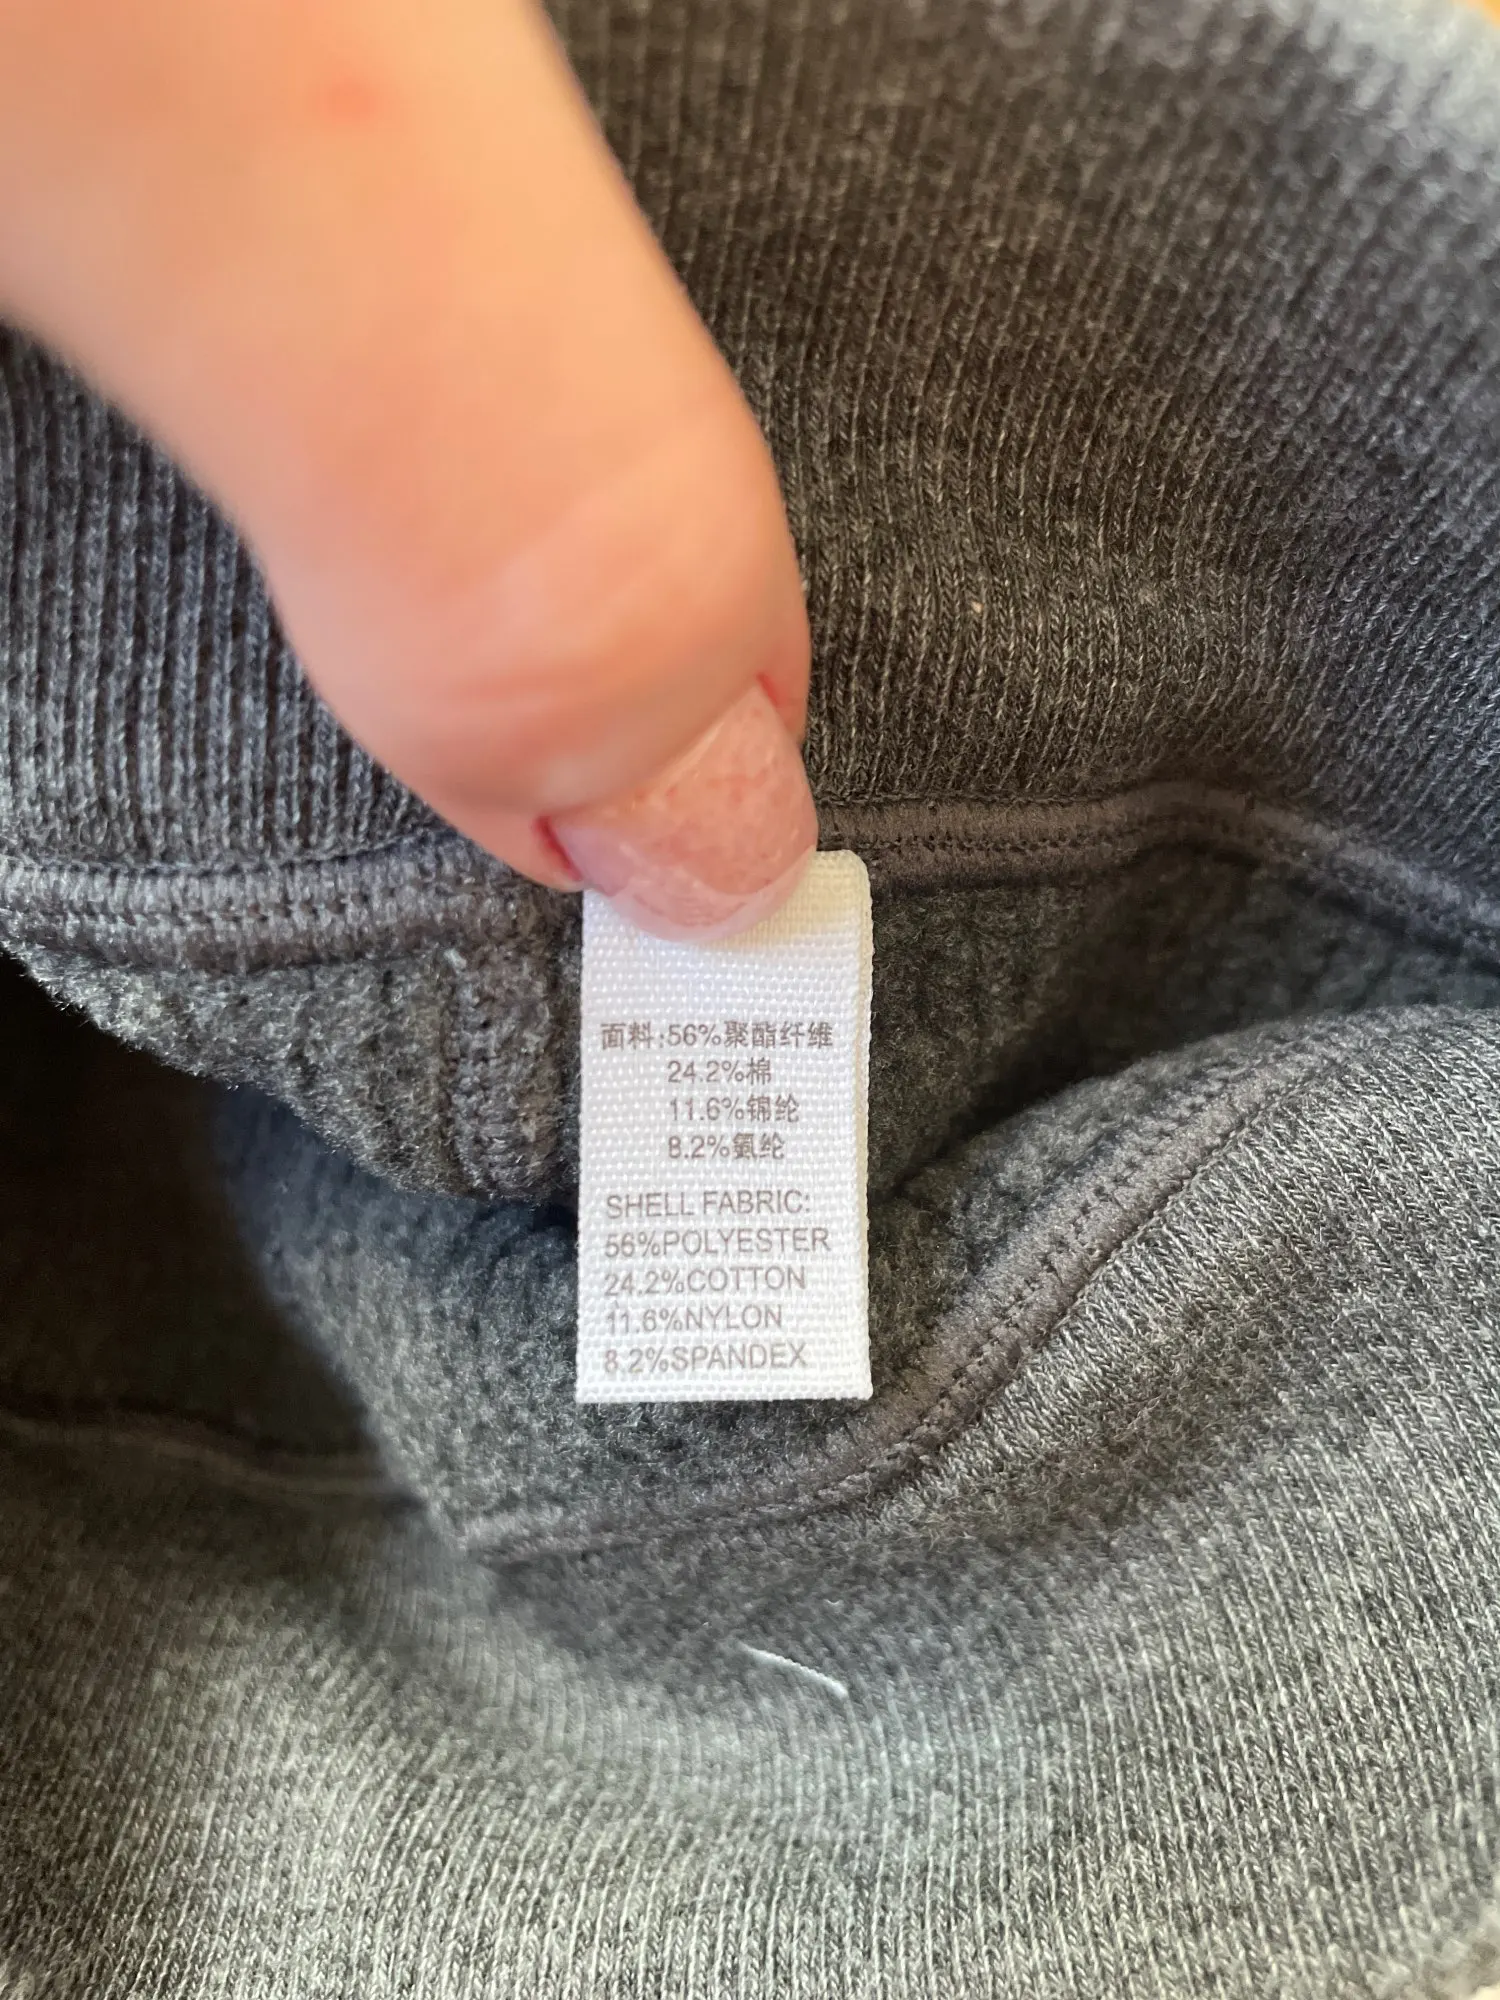 面料:56%聚酯纤维
24.2%棉
11.6%锦纶
8.2%氨纶
SHELL FABRIC:
56%POLYESTER
24.2%COTTON
11.6%NYLON
8.2%SPANDEX